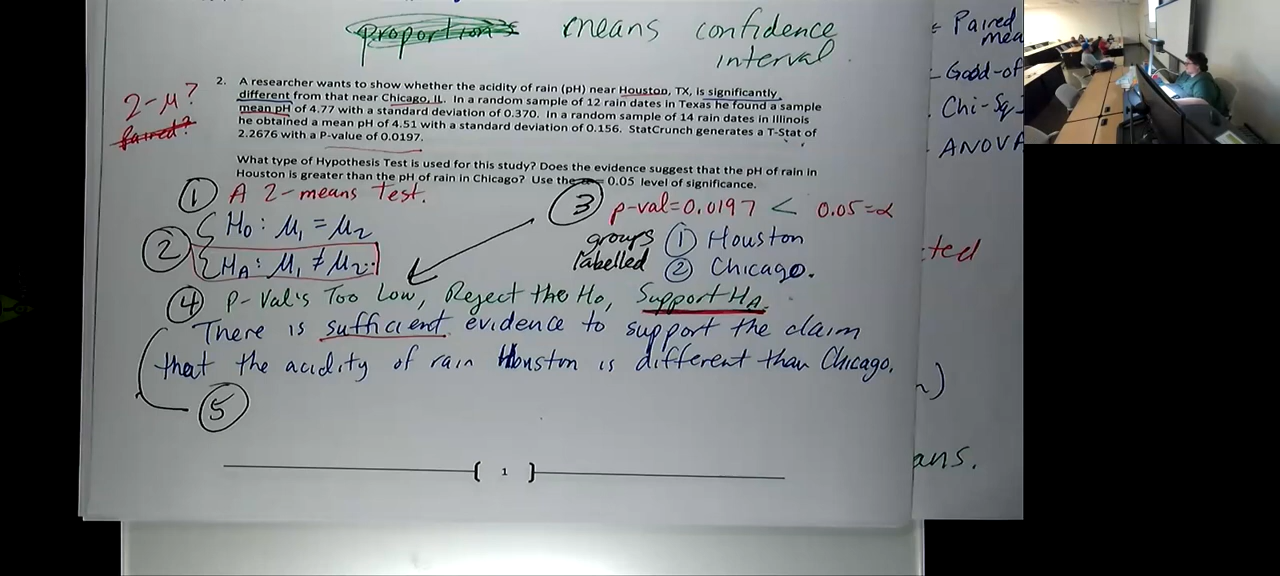 proportions means confidence
interval
2-μ?
paired?
2. A researcher wants to show whether the acidity of rain (pH) near Houston, TX, is significantly
different from that near Chicago, IL. In a random sample of 12 rain dates in Texas he found a sample
mean pH of 4.77 with a standard deviation of 0.370. In a random sample of 14 rain dates in Illinois
he obtained a mean pH of 4.51 with a standard deviation of 0.156. StatCrunch generates a T-Stat of
2.2676 with a P-value of 0.0197.
What type of Hypothesis Test is used for this study? Does the evidence suggest that the pH of rain in
Houston is greater than the pH of rain in Chicago? Use the = 0.05 level of significance.
① A 2-means Test.
② { H₀: μ₁ = μ₂
{ Hₐ: μ₁ ≠ μ₂.
③ p-val=0.0197 < 0.05=α
groups ① Houston
labelled ② Chicago.
④ P-Val's Too Low, Reject the H₀, Support Hₐ.
There is sufficient evidence to support the claim
that the acidity of rain Houston is different than Chicago.
⑤
{ 1 }
Paired
mea
Good-of
Chi-Sq
ANOVA
cted
ans.